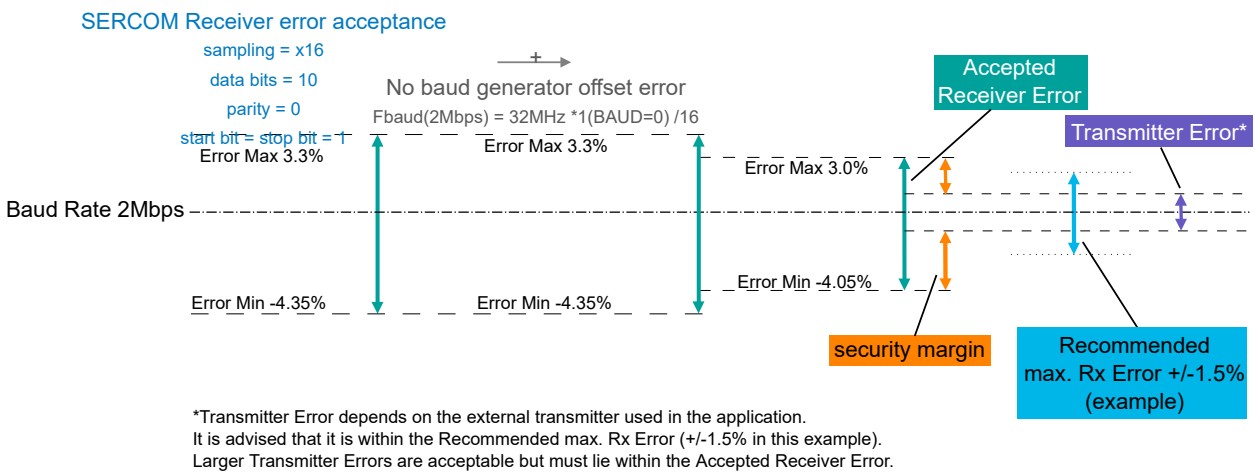 SERCOM Receiver error acceptance
sampling = x16
data bits = 10
parity = 0
start bit = stop bit = 1
+
No baud generator offset error
Fbaud(2Mbps) = 32MHz *1(BAUD=0) /16
Accepted
Receiver Error
Transmitter Error*
Error Max 3.3%
Error Max 3.3%
Error Max 3.0%
Baud Rate 2Mbps
Error Min -4.35%
Error Min -4.35%
Error Min -4.05%
security margin
Recommended
max. Rx Error +/-1.5%
(example)
*Transmitter Error depends on the external transmitter used in the application.
It is advised that it is within the Recommended max. Rx Error (+/-1.5% in this example).
Larger Transmitter Errors are acceptable but must lie within the Accepted Receiver Error.